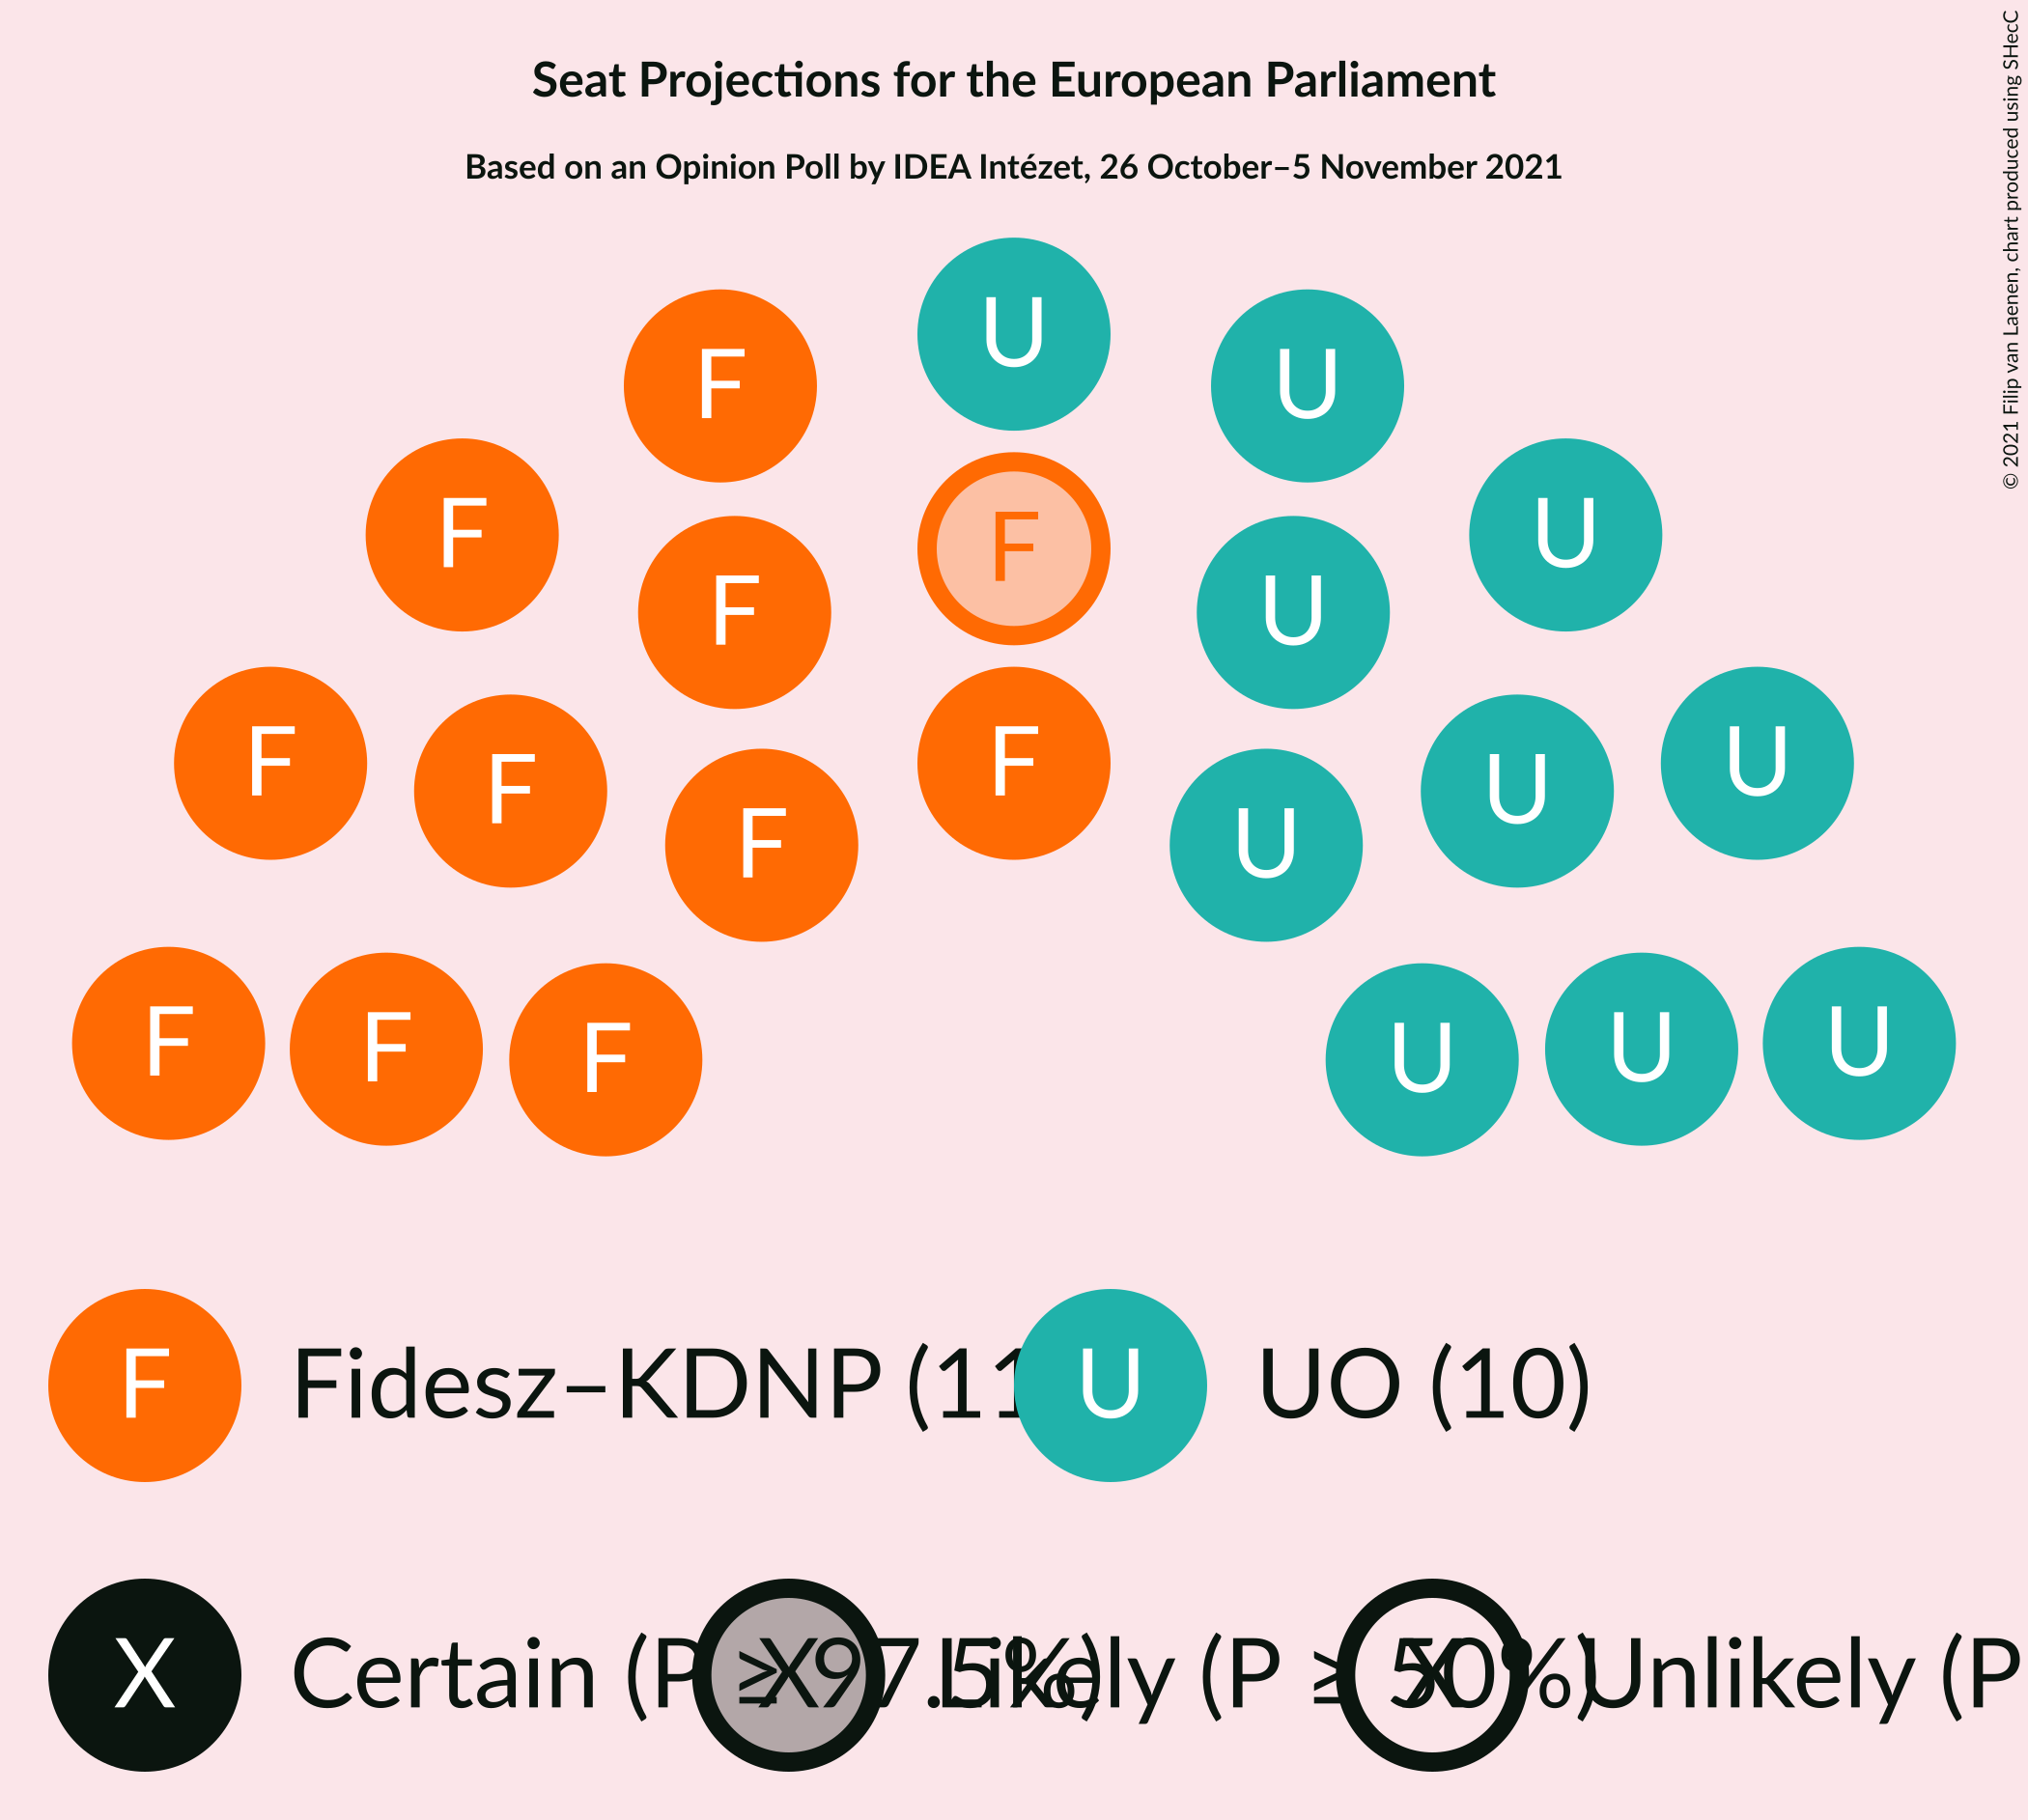 Seat Projections for the European Parliament
Based on an Opinion Poll by IDEA Intézet, 26 October–5 November 2021
© 2021 Filip van Laenen, chart produced using SHecC
U
F U
F U
F
F U
F F U
F U
F U
F U
F F F U U U
F Fidesz–KDNP (11 U UO (10)
X Certain (P ≥ 97.5%) X Likely (P ≥ 50%) X Unlikely (P